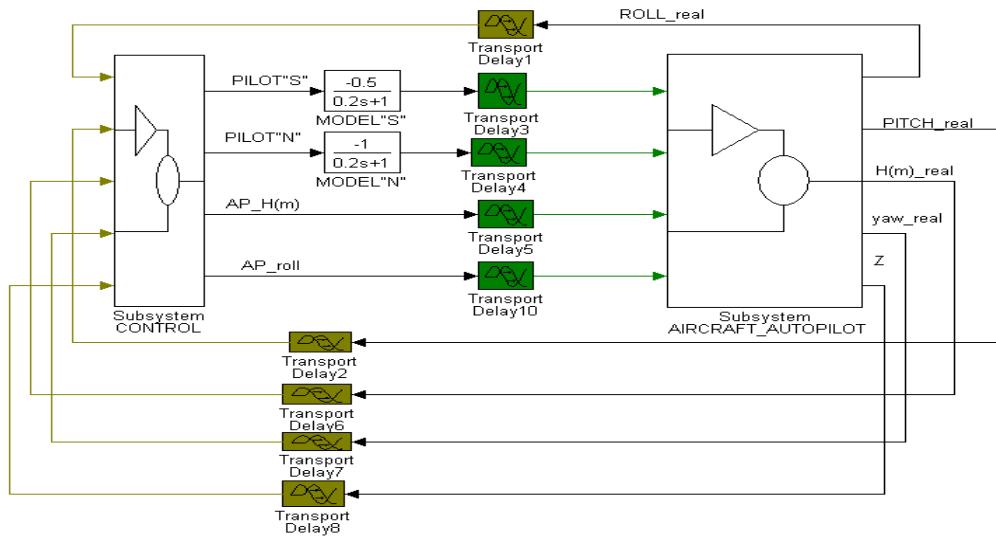 ROLL_real
Transport
Delay1
PILOT"S"
-0.5
0.2s+1
MODEL"S"
Transport
Delay3
PILOT"N"
-1
0.2s+1
MODEL"N"
Transport
Delay4
PITCH_real
H(m)_real
AP_H(m)
Transport
Delay5
yaw_real
Z
AP_roll
Transport
Delay10
Subsystem
CONTROL
Subsystem
AIRCRAFT_AUTOPILOT
Transport
Delay2
Transport
Delay6
Transport
Delay7
Transport
Delay8